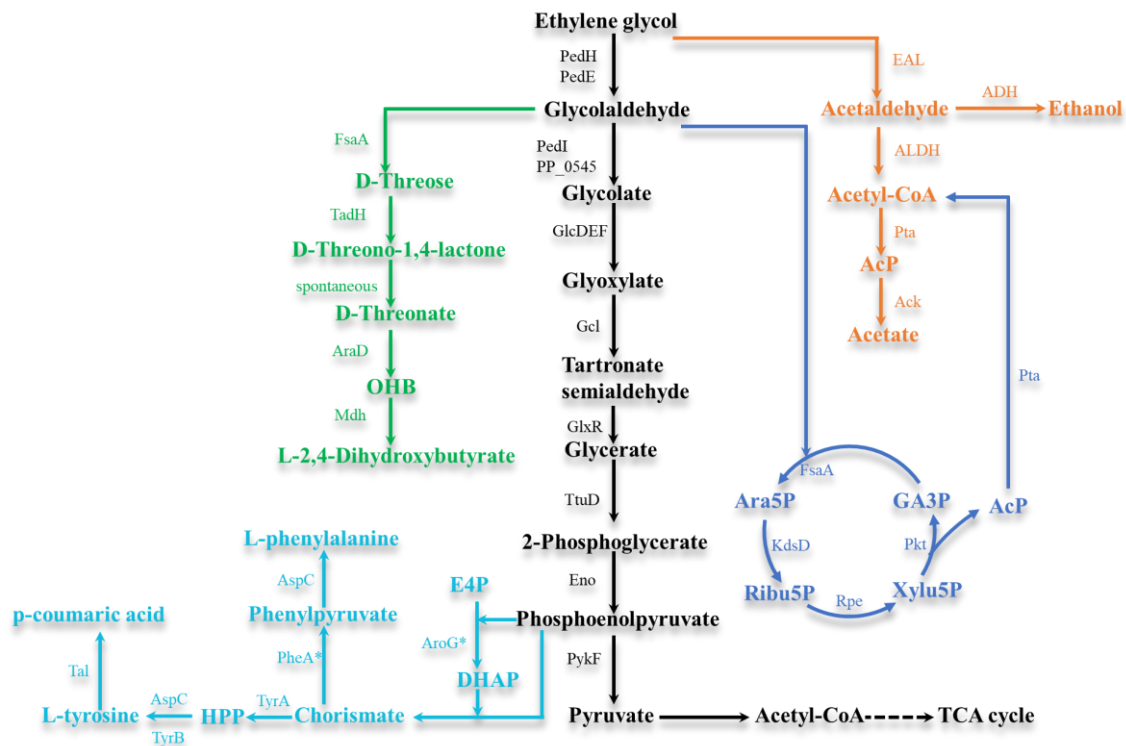 Ethylene glycol
PedH
PedE
EAL
Glycolaldehyde
Acetaldehyde
ADH
Ethanol
FsaA
PedI
PP_0545
ALDH
D-Threose
Glycolate
Acetyl-CoA
TadH
GlcDEF
Pta
D-Threono-1,4-lactone
AcP
spontaneous
Glyoxylate
Ack
D-Threonate
Gcl
Acetate
AraD
Tartronate
semialdehyde
Pta
OHB
Mdh
GlxR
L-2,4-Dihydroxybutyrate
Glycerate
FsaA
TtuD
Ara5P
GA3P
AcP
L-phenylalanine
2-Phosphoglycerate
KdsD
Pkt
AspC
E4P
Eno
Ribu5P
Rpe
Xylu5P
p-coumaric acid
Phenylpyruvate
Phosphoenolpyruvate
AroG*
PheA*
PykF
Tal
DHAP
AspC
TyrA
L-tyrosine
HPP
Chorismate
Pyruvate
Acetyl-CoA
TCA cycle
TyrB